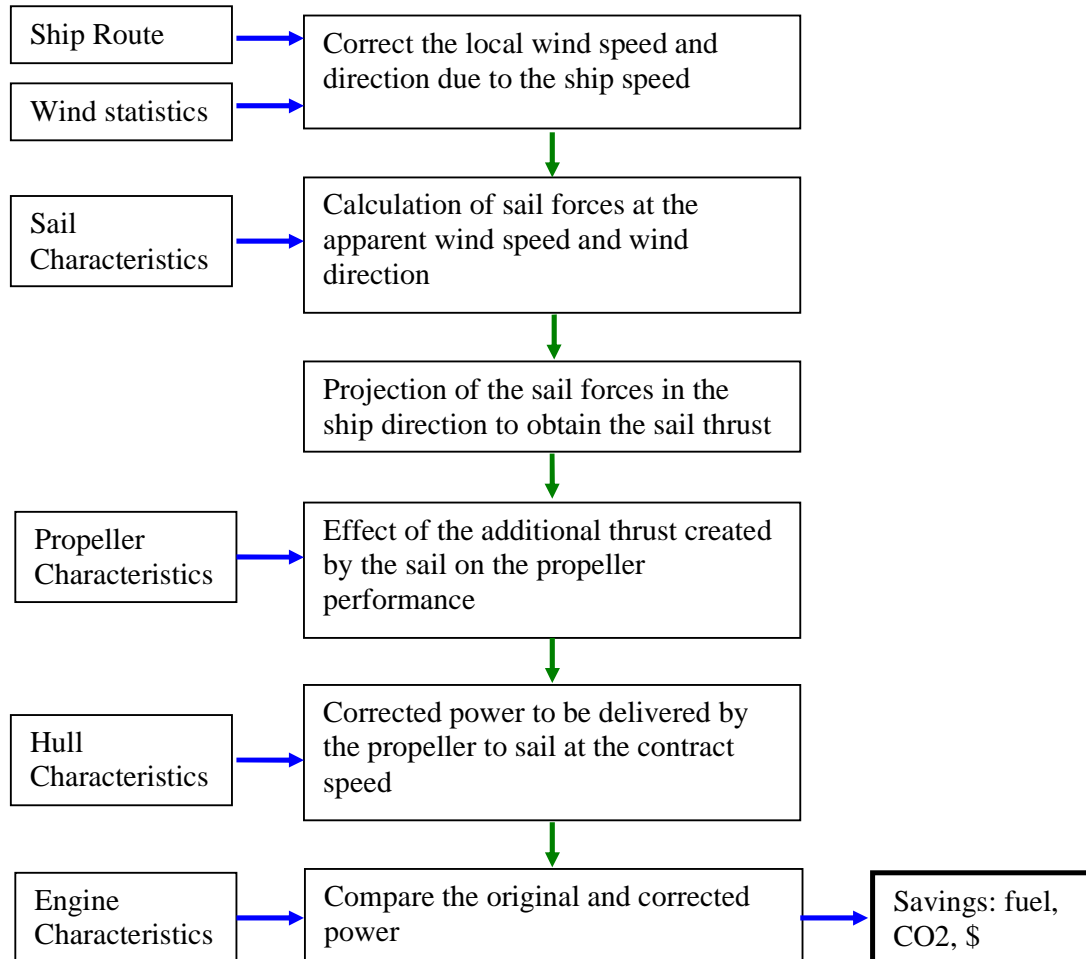 Ship Route
Wind statistics
Correct the local wind speed and
direction due to the ship speed
Sail
Characteristics
Calculation of sail forces at the
apparent wind speed and wind
direction
Projection of the sail forces in the
ship direction to obtain the sail thrust
Propeller
Characteristics
Effect of the additional thrust created
by the sail on the propeller
performance
Hull
Characteristics
Corrected power to be delivered by
the propeller to sail at the contract
speed
Engine
Characteristics
Compare the original and corrected
power
Savings: fuel,
CO2, $